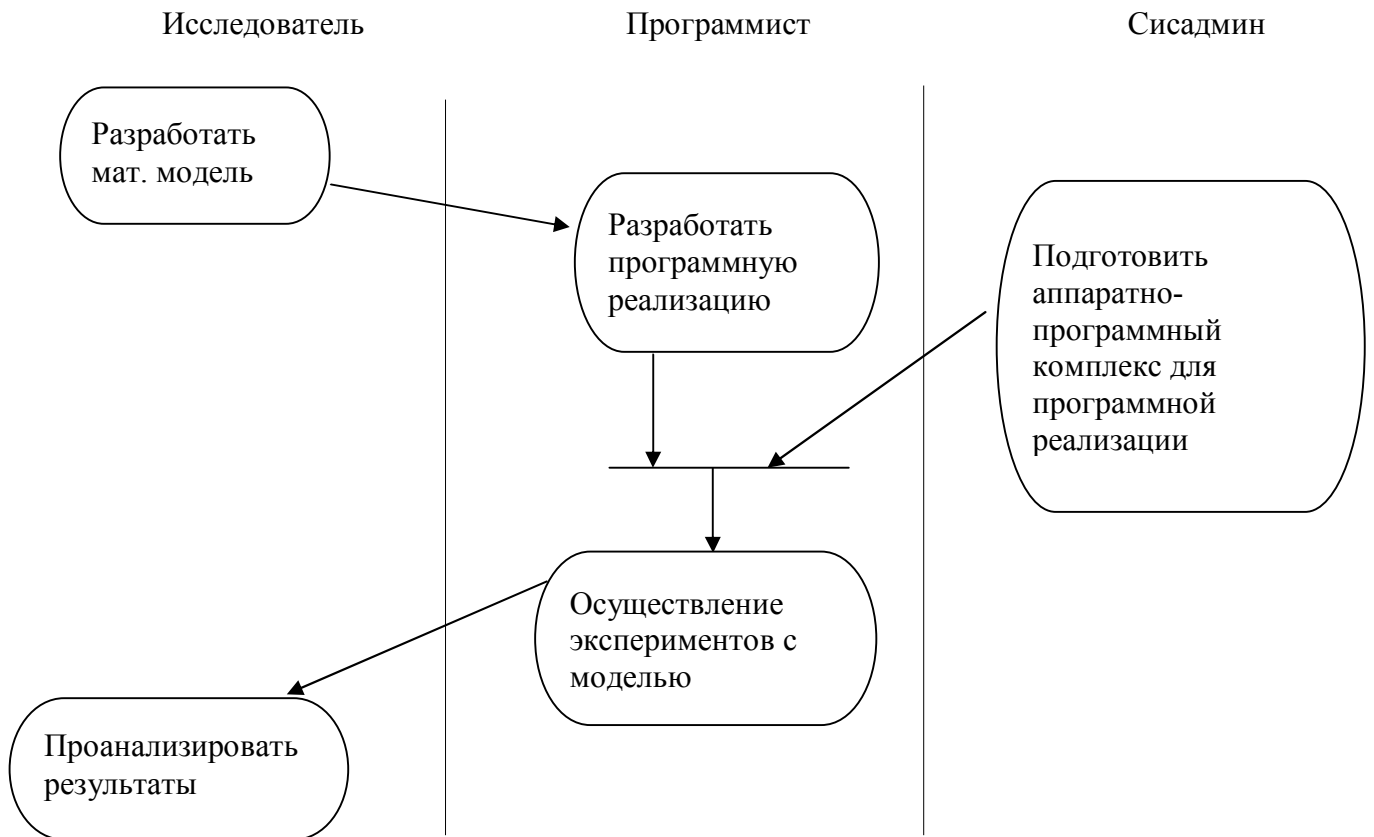 Исследователь
Программист
Сисадмин
Разработать
мат. модель
Разработать
программную
реализацию
Подготовить
аппаратно-
программный
комплекс для
программной
реализации
Осуществление
экспериментов с
моделью
Проанализировать
результаты